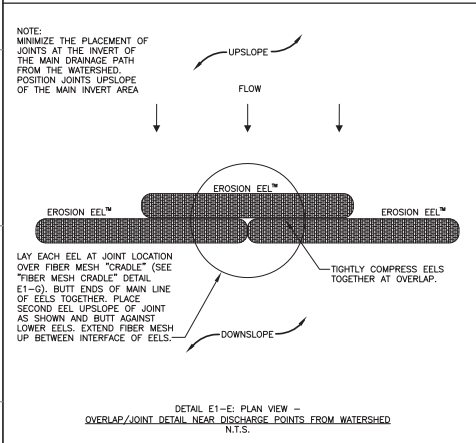 NOTE:
MINIMIZE THE PLACEMENT OF
JOINTS AT THE INVERT OF
THE MAIN DRAINAGE PATH
FROM THE WATERSHED.
POSITION JOINTS UPSLOPE
OF THE MAIN INVERT AREA
UPSLOPE
FLOW
EROSION EEL™
EROSION EEL™
EROSION EEL™
LAY EACH EEL AT JOINT LOCATION
OVER FIBER MESH "CRADLE" (SEE
"FIBER MESH CRADLE" DETAIL
E1-G). BUTT ENDS OF MAIN LINE
OF EELS TOGETHER. PLACE
SECOND EEL UPSLOPE OF JOINT
AS SHOWN AND BUTT AGAINST
LOWER EELS. EXTEND FIBER MESH
UP BETWEEN INTERFACE OF EELS.
TIGHTLY COMPRESS EELS
TOGETHER AT OVERLAP.
DOWNSLOPE
DETAIL E1-E: PLAN VIEW -
OVERLAP/JOINT DETAIL NEAR DISCHARGE POINTS FROM WATERSHED
N.T.S.